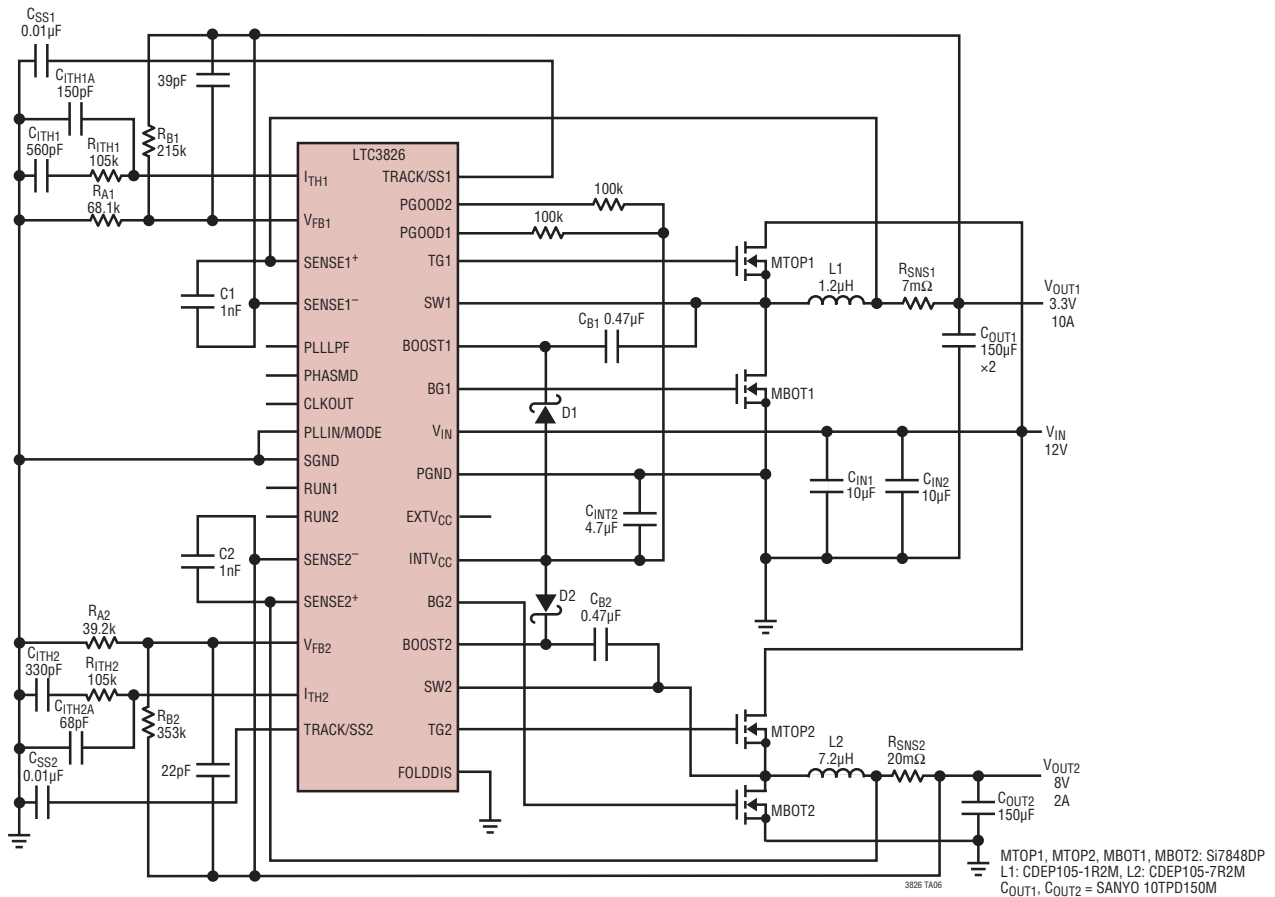 CSS1
0.01µF
CITH1A
150pF
39pF
CITH1
560pF
RITH1
105k
RB1
215k
RA1
68.1k
C1
1nF
LTC3826
ITH1
VFB1
SENSE1+
SENSE1–
PLLLPF
PHASMD
CLKOUT
PLLIN/MODE
SGND
RUN1
RUN2
SENSE2–
SENSE2+
VFB2
ITH2
TRACK/SS2
TRACK/SS1
PGOOD2
PGOOD1
TG1
SW1
BOOST1
BG1
VIN
PGND
EXTVCC
INTVCC
BG2
BOOST2
SW2
TG2
FOLDDIS
100k
100k
MTOP1
L1
1.2µH
RSNS1
7mΩ
VOUT1
3.3V
10A
CB1 0.47µF
COUT1
150µF
×2
D1
MBOT1
VIN
12V
CIN1
10µF
CIN2
10µF
CINT2
4.7µF
D2
CB2
0.47µF
C2
1nF
RA2
39.2k
CITH2
330pF
RITH2
105k
CITH2A
68pF
RB2
353k
CSS2
0.01µF
22pF
MTOP2
L2
7.2µH
RSNS2
20mΩ
VOUT2
8V
2A
MBOT2
COUT2
150µF
3826 TA06
MTOP1, MTOP2, MBOT1, MBOT2: Si7848DP
L1: CDEP105-1R2M, L2: CDEP105-7R2M
COUT1, COUT2 = SANYO 10TPD150M